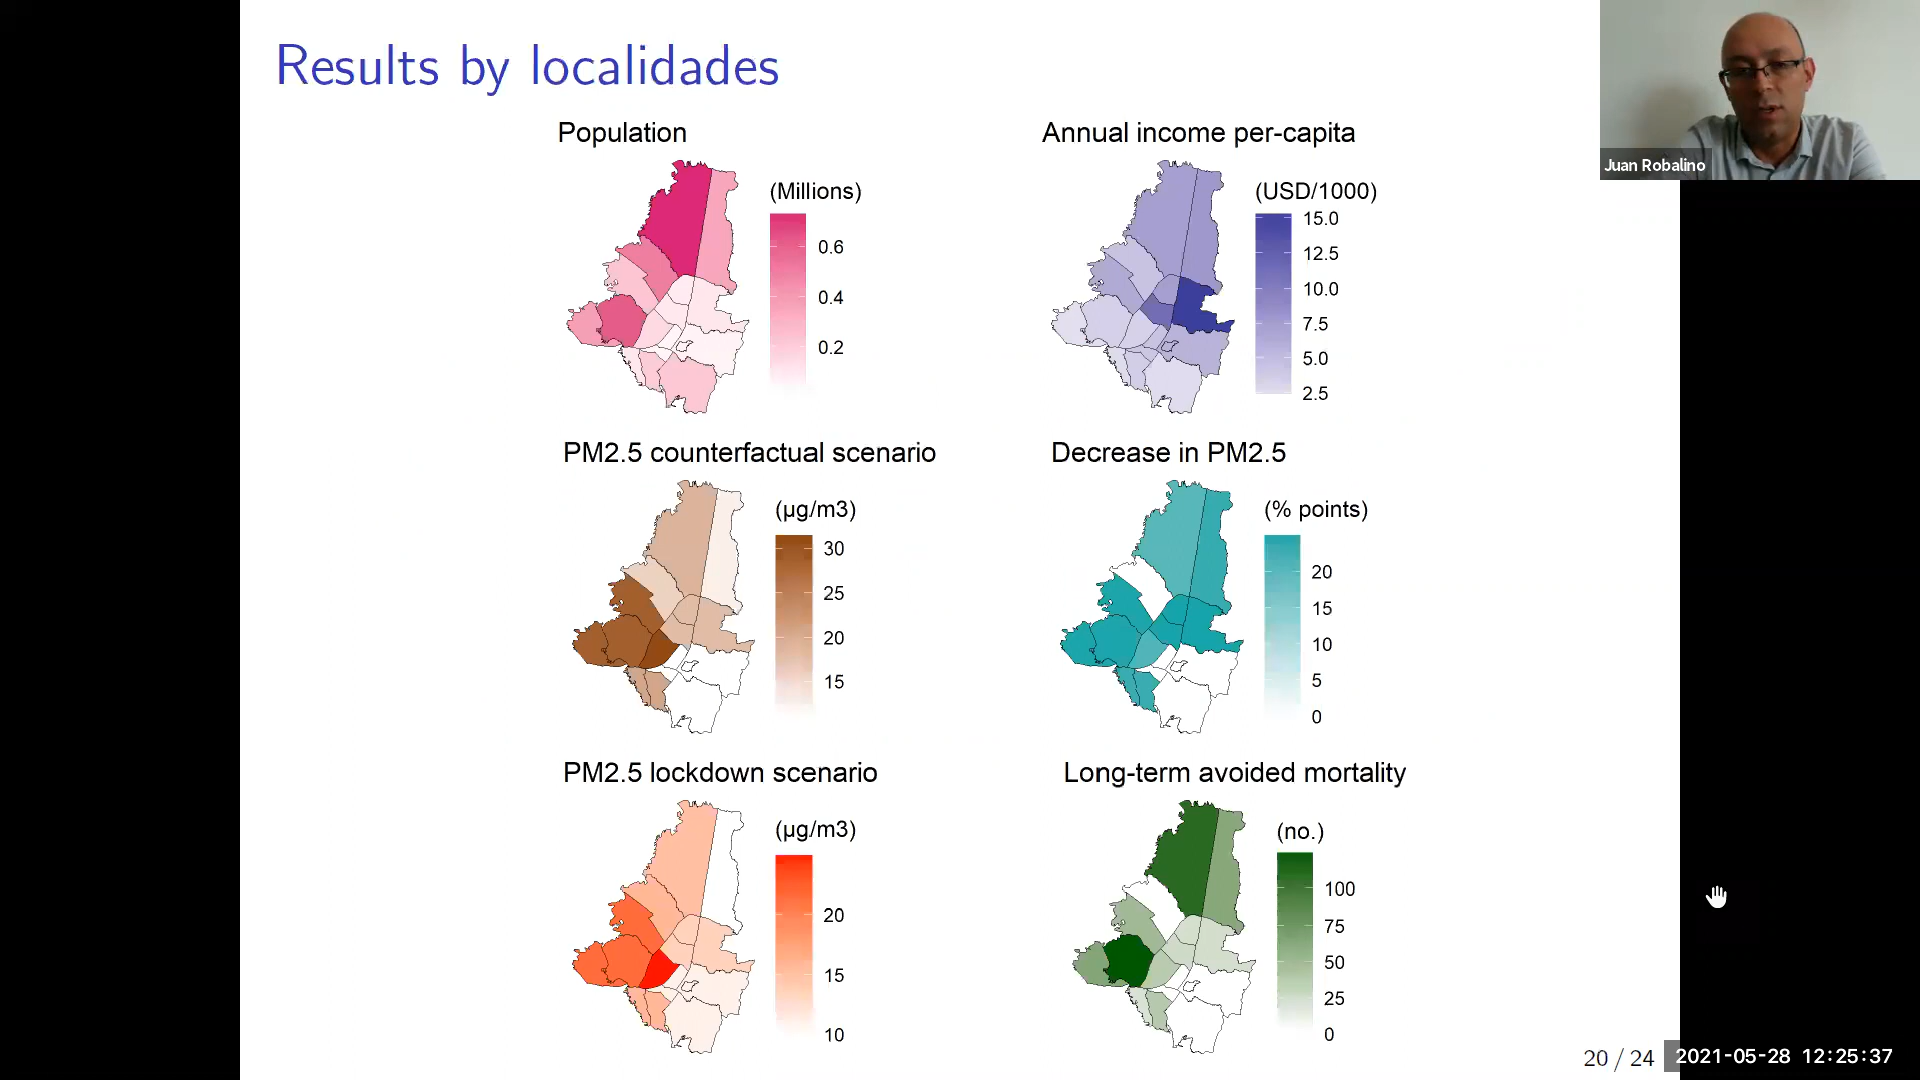 Results by localidades
Juan Robalino
Population
(Millions)
0.6
0.4
0.2
Annual income per-capita
(USD/1000)
15.0
12.5
10.0
7.5
5.0
2.5
PM2.5 counterfactual scenario
(µg/m3)
30
25
20
15
Decrease in PM2.5
(% points)
20
15
10
5
0
PM2.5 lockdown scenario
(µg/m3)
20
15
10
Long-term avoided mortality
(no.)
100
75
50
25
0
20 / 24
2021-05-28 12:25:37